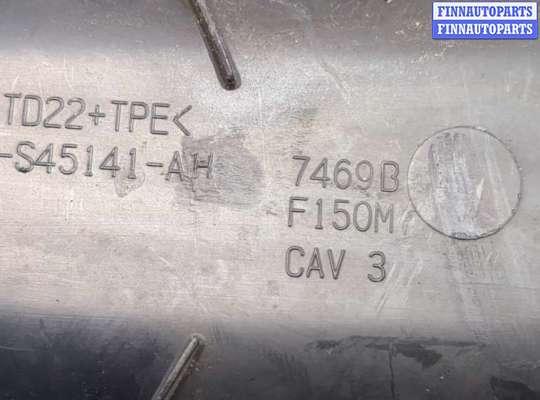 FINNAUTOPARTS
FINNAUTOPARTS
TD22+TPE<
-S45141-AH
7469B
F150M
CAV 3